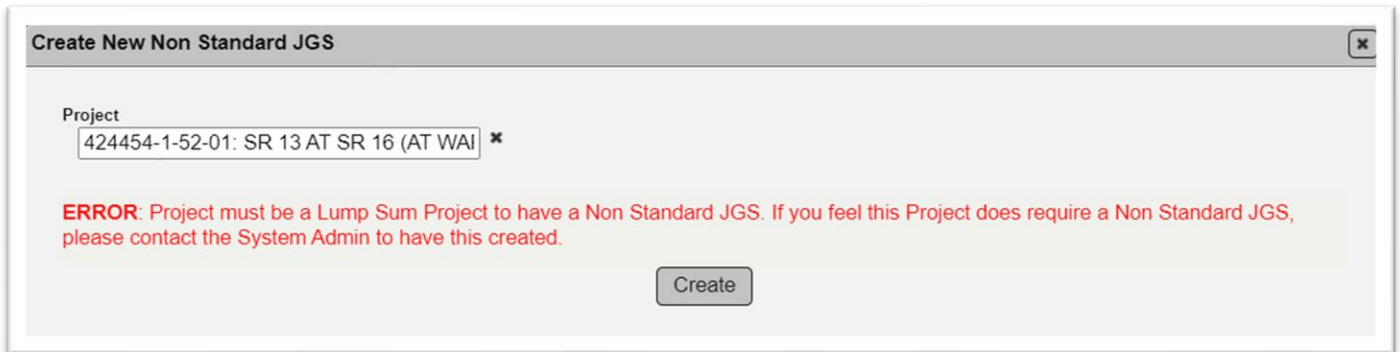 Create New Non Standard JGS
Project
424454-1-52-01: SR 13 AT SR 16 (AT WAI
ERROR: Project must be a Lump Sum Project to have a Non Standard JGS. If you feel this Project does require a Non Standard JGS,
please contact the System Admin to have this created.
Create